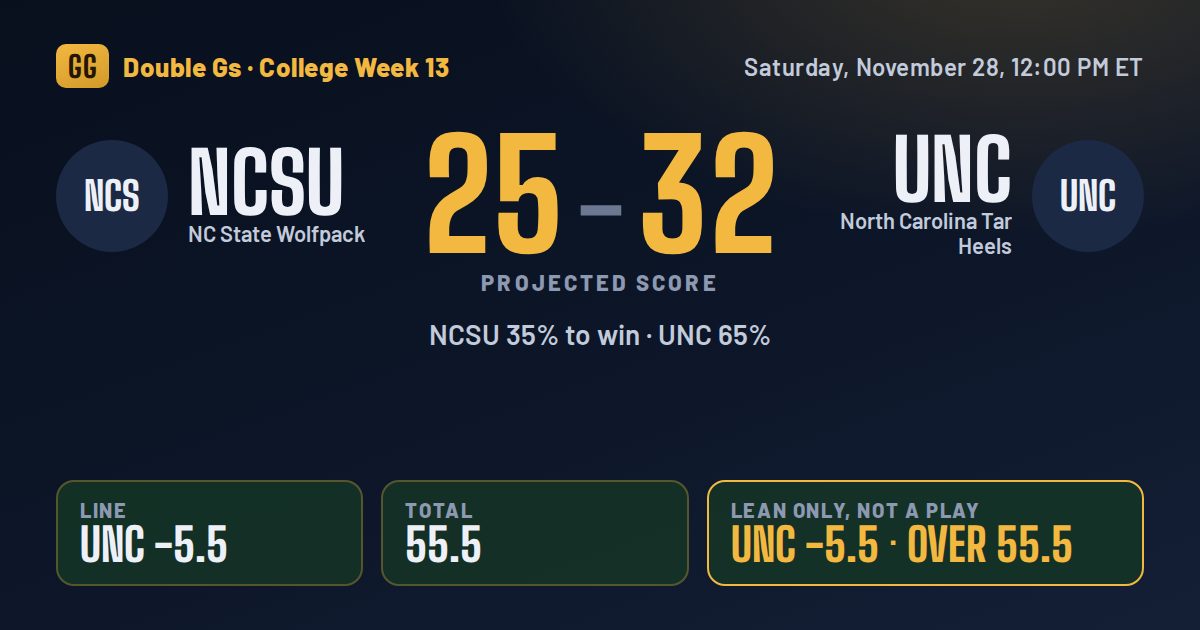 GG
Double Gs · College Week 13
Saturday, November 28, 12:00 PM ET
NCS
NCSU
NC State Wolfpack
25 – 32
UNC
North Carolina Tar
Heels
UNC
PROJECTED SCORE
NCSU 35% to win · UNC 65%
LINE
UNC −5.5
TOTAL
55.5
LEAN ONLY, NOT A PLAY
UNC −5.5 · OVER 55.5